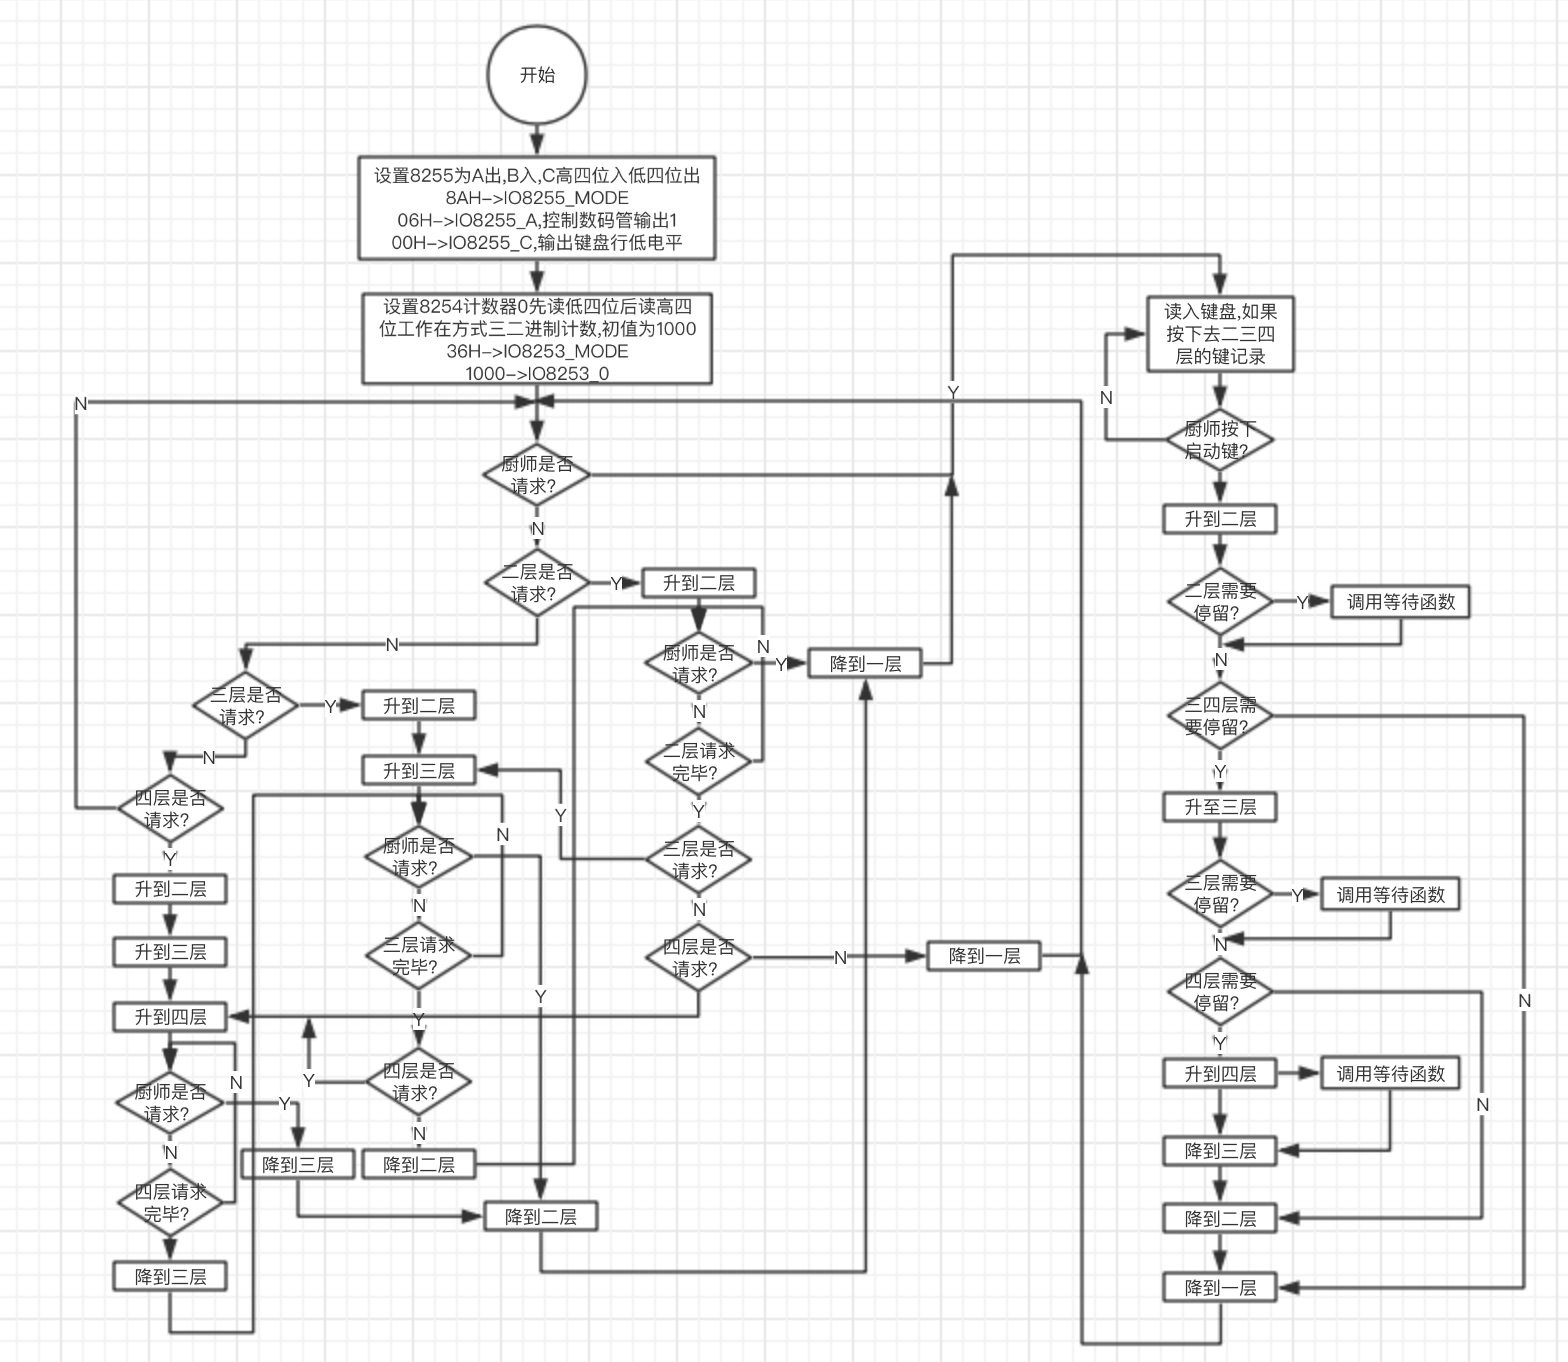 开始
设置8255为A出,B入,C高四位入低四位出
8AH->IO8255_MODE
06H->IO8255_A,控制数码管输出1
00H->IO8255_C,输出键盘行低电平
设置8254计数器0先读低四位后读高四
位工作在方式三二进制计数,初值为1000
36H->IO8253_MODE
1000->IO8253_0
N
厨师是否
请求?
Y
N
二层是否
请求?
Y
升到二层
N
三层是否
请求?
Y
升到二层
升到三层
N
四层是否
请求?
Y
升到二层
升到三层
升到四层
厨师是否
请求?
N
Y
N
四层请求
完毕?
降到三层
降到三层
厨师是否
请求?
N
Y
N
三层请求
完毕?
Y
四层是否
请求?
Y
N
降到二层
降到二层
厨师是否
请求?
N
Y
降到一层
N
二层请求
完毕?
Y
三层是否
请求?
Y
N
四层是否
请求?
N
降到一层
读入键盘,如果
按下去二三四
层的键记录
N
厨师按下
启动键?
升到二层
二层需要
停留?
Y
调用等待函数
N
三四层需
要停留?
Y
N
升至三层
三层需要
停留?
Y
调用等待函数
N
四层需要
停留?
Y
N
升到四层
调用等待函数
降到三层
降到二层
降到一层